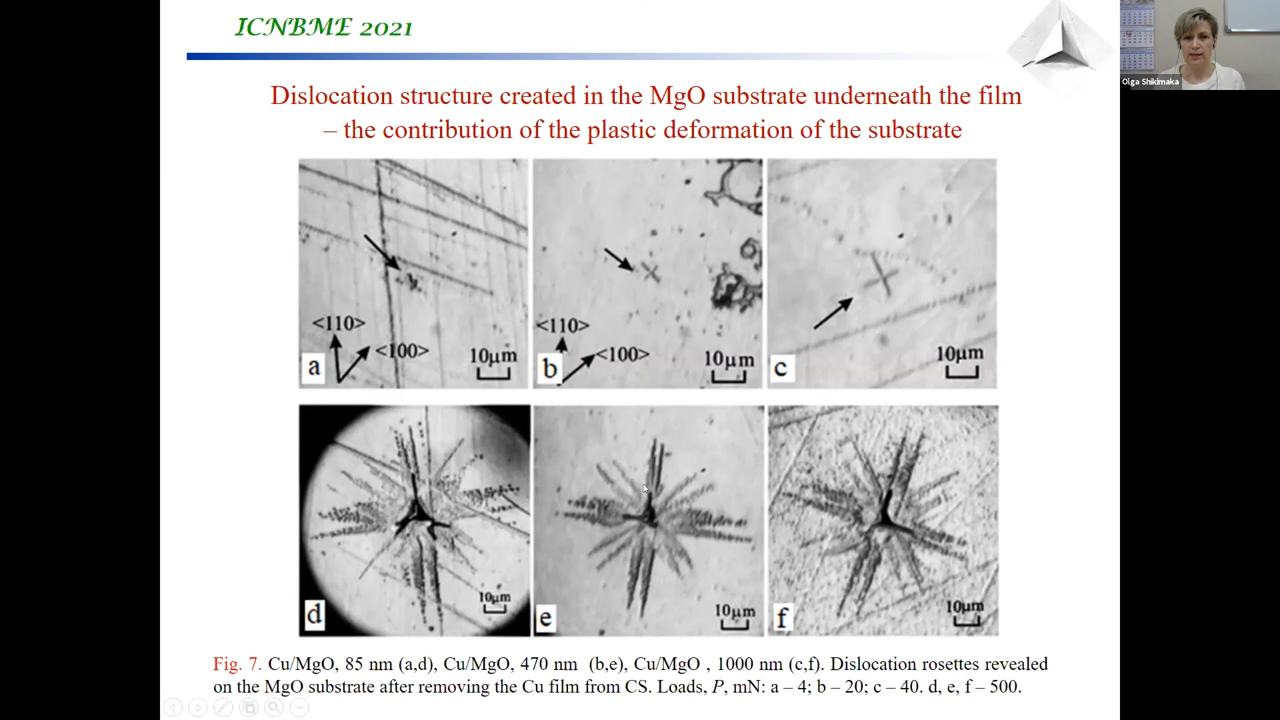 ICNBME 2021
Olga Shikimaka
Dislocation structure created in the MgO substrate underneath the film
– the contribution of the plastic deformation of the substrate
<110>
<100>
10μm
a
<110>
<100>
10μm
b
10μm
c
10μm
d
10μm
e
10μm
f
Fig. 7. Cu/MgO, 85 nm (a,d), Cu/MgO, 470 nm (b,e), Cu/MgO , 1000 nm (c,f). Dislocation rosettes revealed
on the MgO substrate after removing the Cu film from CS. Loads, P, mN: a – 4; b – 20; c – 40. d, e, f – 500.